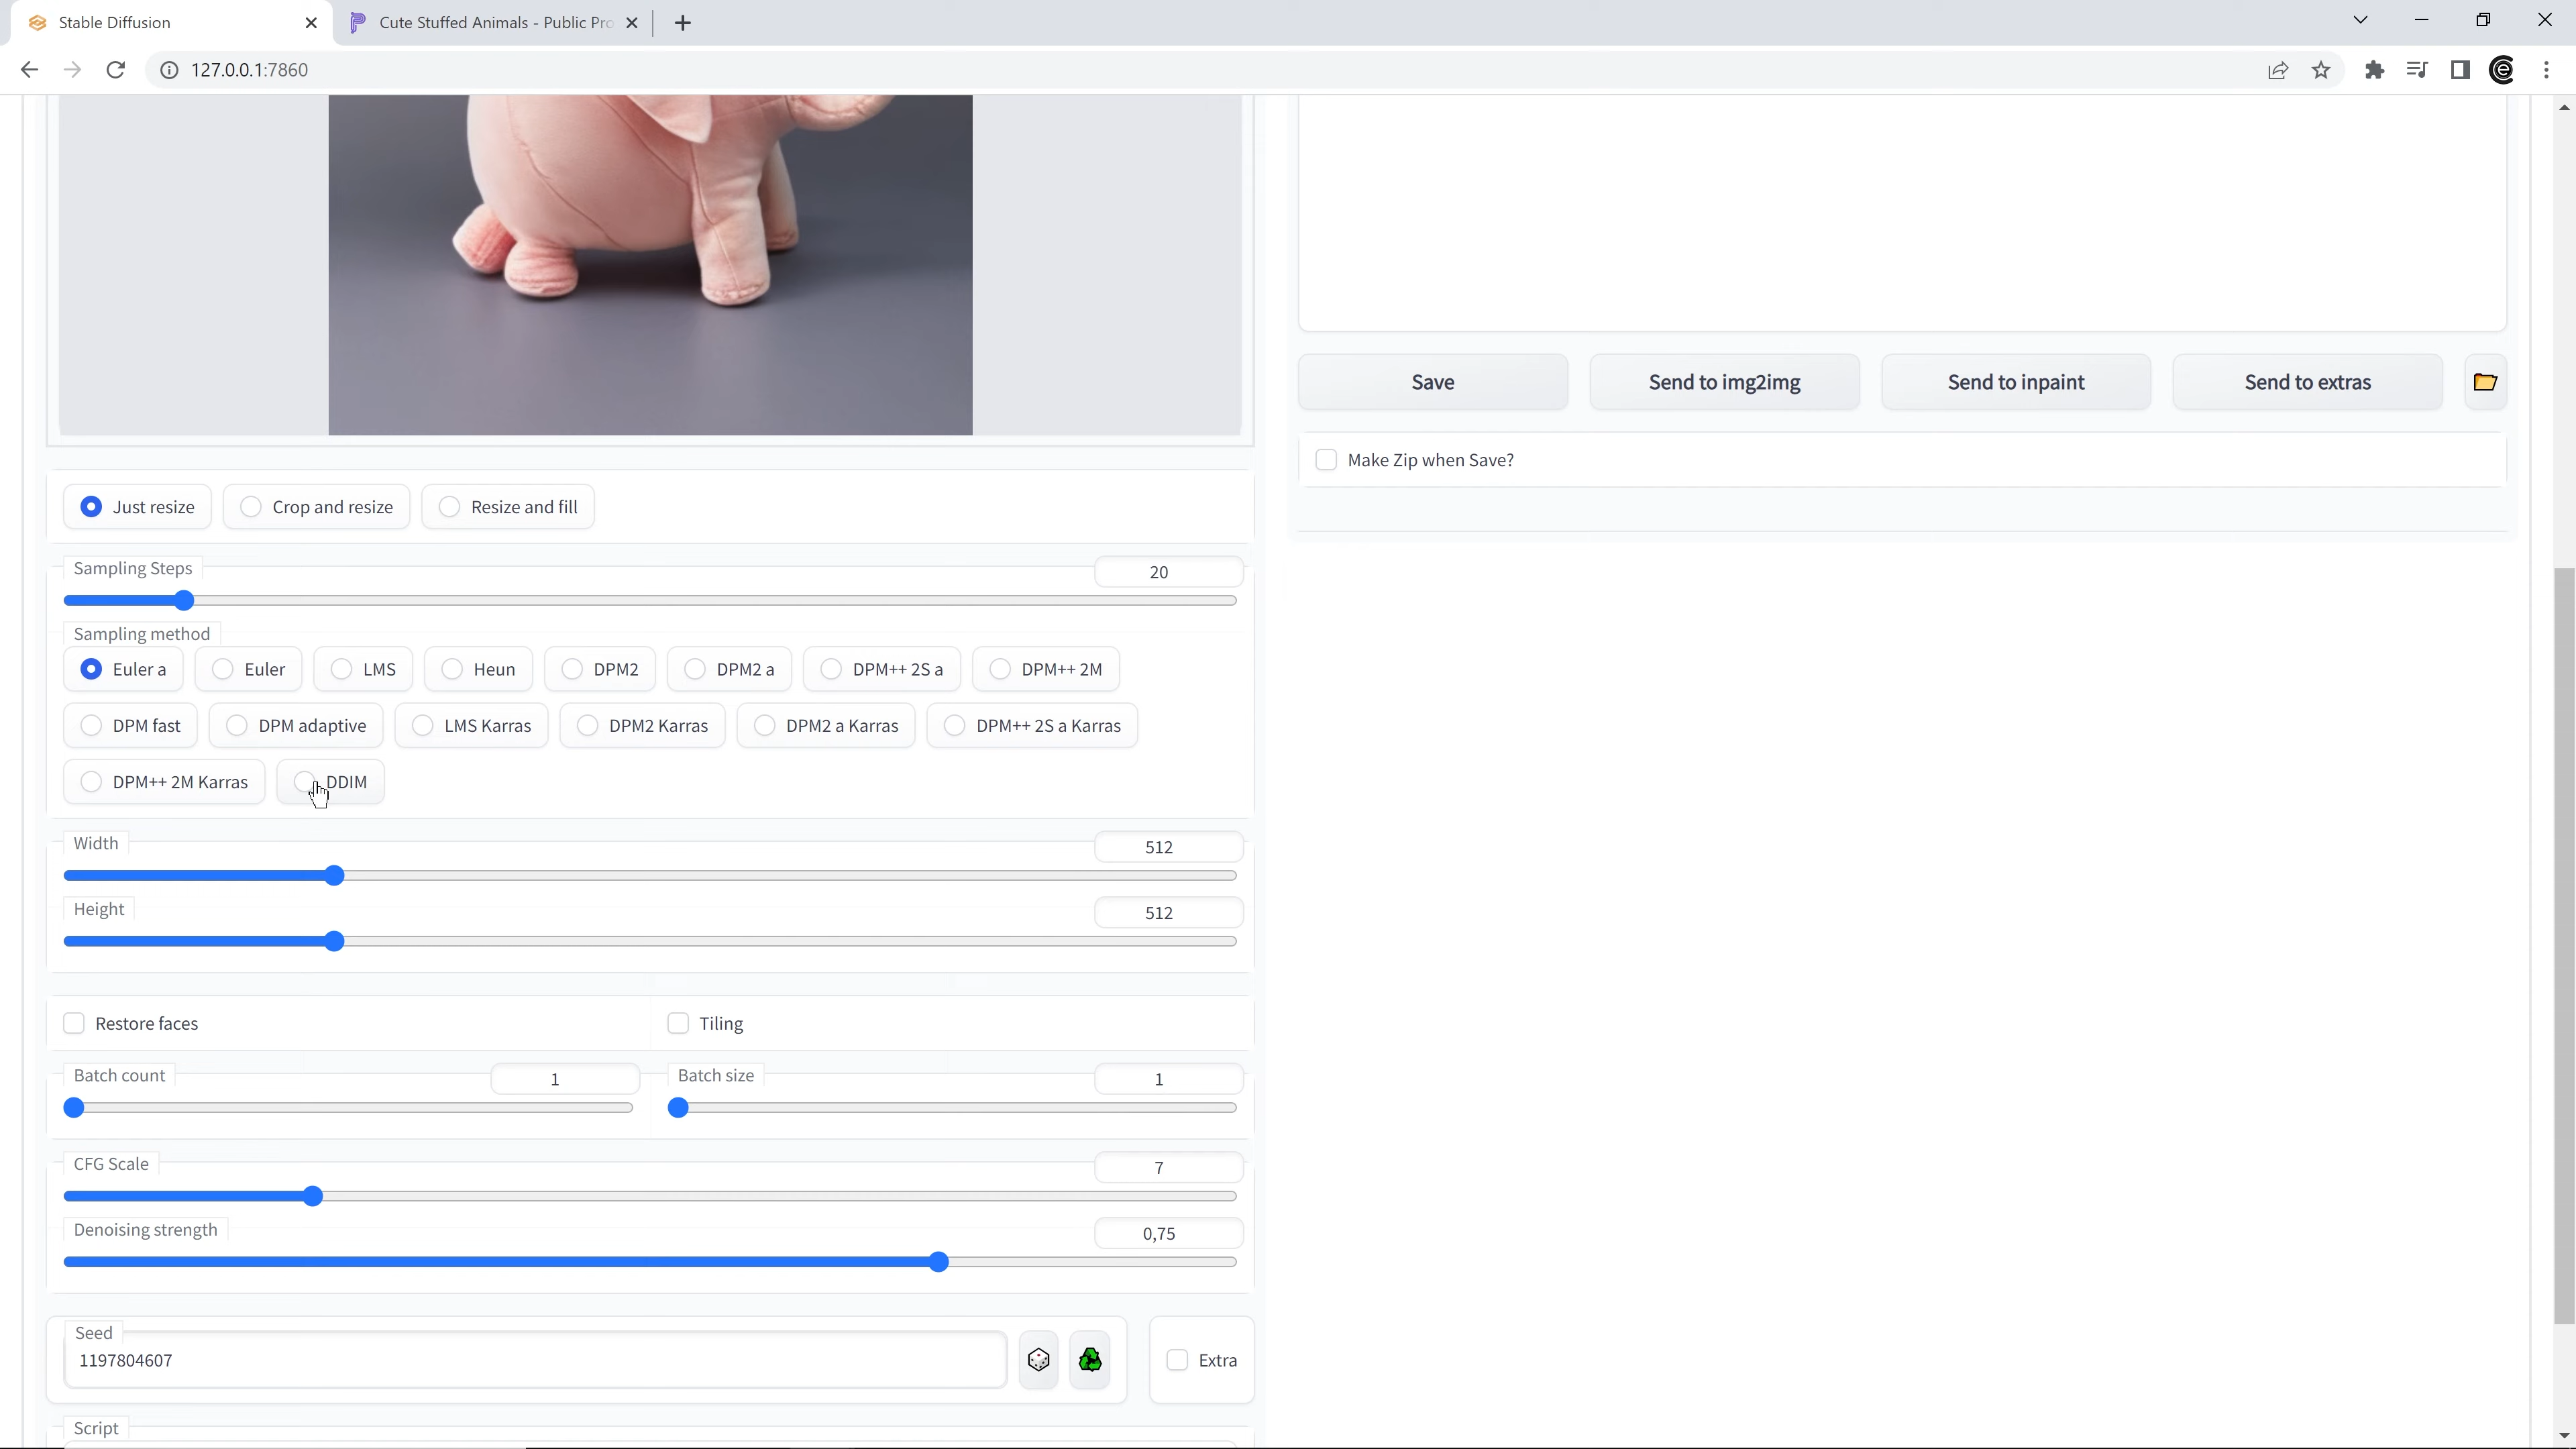 Stable Diffusion
Cute Stuffed Animals - Public Pro
127.0.0.1:7860
Save
Send to img2img
Send to inpaint
Send to extras
Make Zip when Save?
Just resize
Crop and resize
Resize and fill
Sampling Steps
20
Sampling method
Euler a
Euler
LMS
Heun
DPM2
DPM2 a
DPM++ 2S a
DPM++ 2M
DPM fast
DPM adaptive
LMS Karras
DPM2 Karras
DPM2 a Karras
DPM++ 2S a Karras
DPM++ 2M Karras
DDIM
Width
512
Height
512
Restore faces
Tiling
Batch count
1
Batch size
1
CFG Scale
7
Denoising strength
0,75
Seed
1197804607
Extra
Script